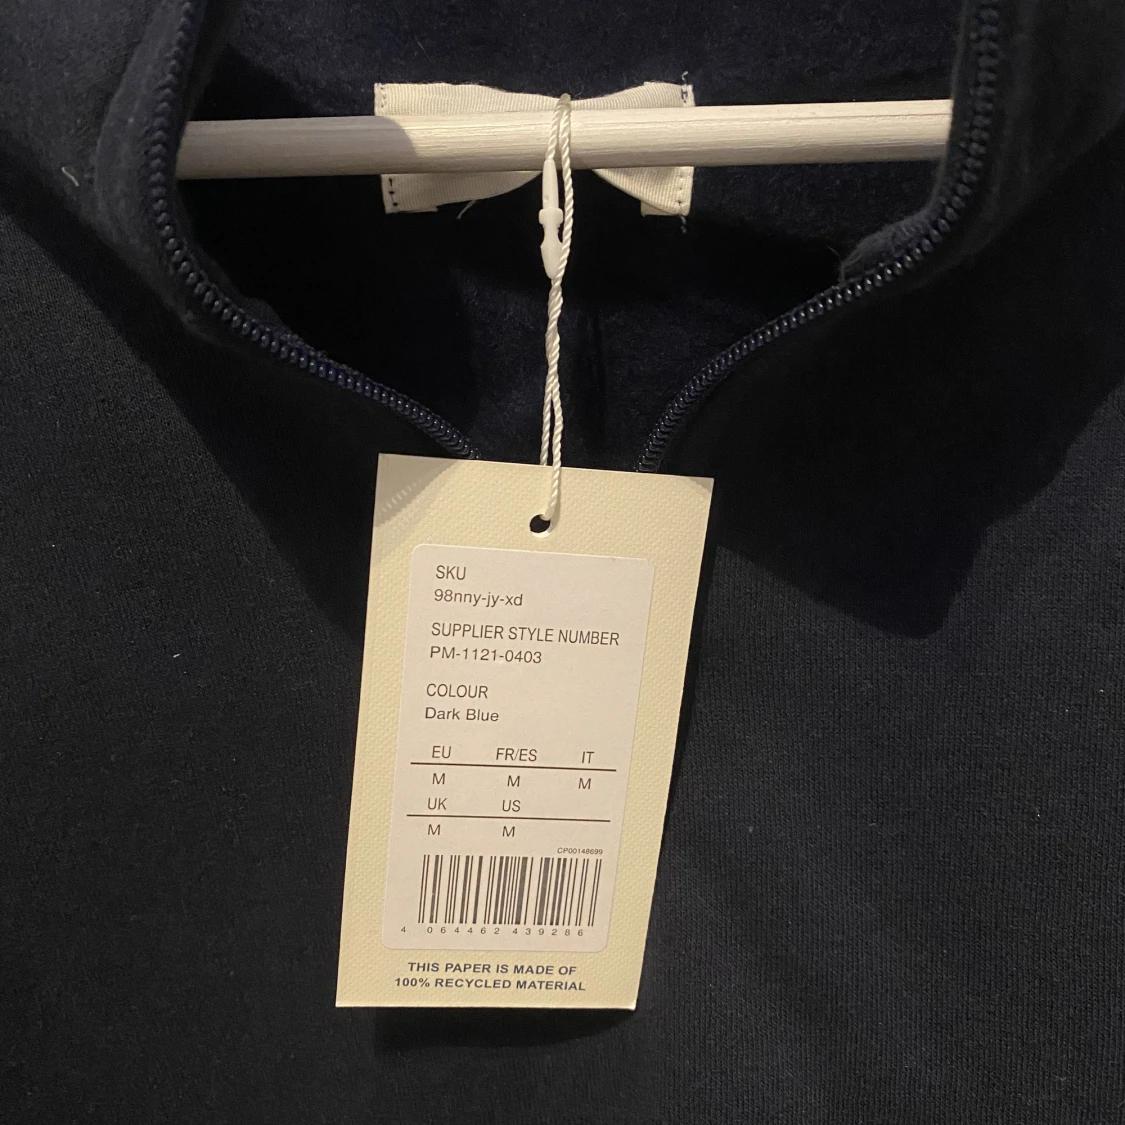 SKU
98nny-jy-xd
SUPPLIER STYLE NUMBER
PM-1121-0403
COLOUR
Dark Blue
EU FR/ES IT
M M M
UK US
M M
CP00148699
4 064462 439286
THIS PAPER IS MADE OF
100% RECYCLED MATERIAL